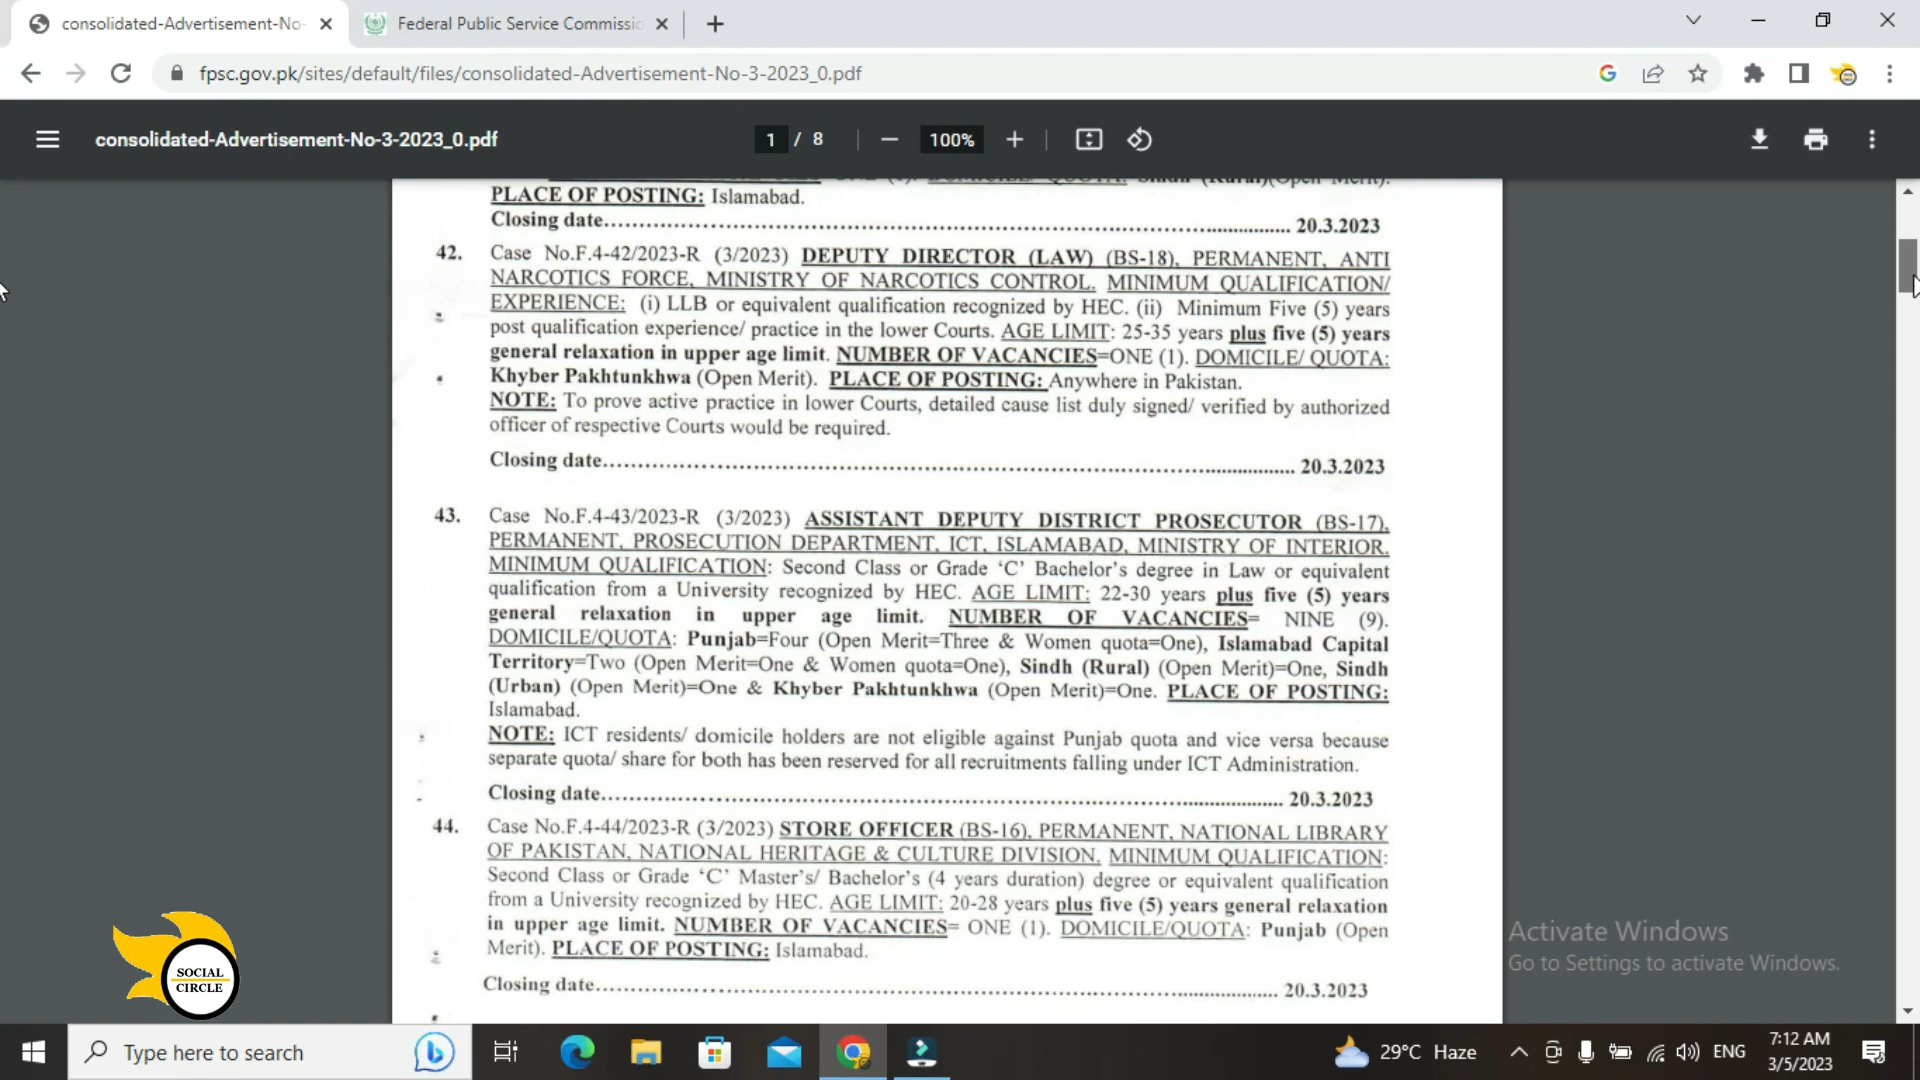 consolidated-Advertisement-No-
Federal Public Service Commissio
fpsc.gov.pk/sites/default/files/consolidated-Advertisement-No-3-2023_0.pdf
consolidated-Advertisement-No-3-2023_0.pdf
1 / 8
100%
PLACE OF POSTING: Islamabad.
Closing date........................................................................ 20.3.2023
42. Case No.F.4-42/2023-R (3/2023) DEPUTY DIRECTOR (LAW) (BS-18), PERMANENT, ANTI
NARCOTICS FORCE, MINISTRY OF NARCOTICS CONTROL. MINIMUM QUALIFICATION/
EXPERIENCE: (i) LLB or equivalent qualification recognized by HEC. (ii) Minimum Five (5) years
post qualification experience/ practice in the lower Courts. AGE LIMIT: 25-35 years plus five (5) years
general relaxation in upper age limit. NUMBER OF VACANCIES=ONE (1). DOMICILE/ QUOTA:
Khyber Pakhtunkhwa (Open Merit). PLACE OF POSTING: Anywhere in Pakistan.
NOTE: To prove active practice in lower Courts, detailed cause list duly signed/ verified by authorized
officer of respective Courts would be required.
Closing date........................................................................ 20.3.2023
43. Case No.F.4-43/2023-R (3/2023) ASSISTANT DEPUTY DISTRICT PROSECUTOR (BS-17),
PERMANENT, PROSECUTION DEPARTMENT, ICT, ISLAMABAD, MINISTRY OF INTERIOR.
MINIMUM QUALIFICATION: Second Class or Grade ‘C’ Bachelor’s degree in Law or equivalent
qualification from a University recognized by HEC. AGE LIMIT: 22-30 years plus five (5) years
general relaxation in upper age limit. NUMBER OF VACANCIES= NINE (9).
DOMICILE/QUOTA: Punjab=Four (Open Merit=Three & Women quota=One), Islamabad Capital
Territory=Two (Open Merit=One & Women quota=One), Sindh (Rural) (Open Merit)=One, Sindh
(Urban) (Open Merit)=One & Khyber Pakhtunkhwa (Open Merit)=One. PLACE OF POSTING:
Islamabad.
NOTE: ICT residents/ domicile holders are not eligible against Punjab quota and vice versa because
separate quota/ share for both has been reserved for all recruitments falling under ICT Administration.
Closing date........................................................................ 20.3.2023
44. Case No.F.4-44/2023-R (3/2023) STORE OFFICER (BS-16), PERMANENT, NATIONAL LIBRARY
OF PAKISTAN, NATIONAL HERITAGE & CULTURE DIVISION. MINIMUM QUALIFICATION:
Second Class or Grade ‘C’ Master’s/ Bachelor’s (4 years duration) degree or equivalent qualification
from a University recognized by HEC. AGE LIMIT: 20-28 years plus five (5) years general relaxation
in upper age limit. NUMBER OF VACANCIES= ONE (1). DOMICILE/QUOTA: Punjab (Open
Merit). PLACE OF POSTING: Islamabad.
Closing date........................................................................ 20.3.2023
SOCIAL
CIRCLE
Activate Windows
Go to Settings to activate Windows.
Type here to search
29°C Haze
ENG
7:12 AM
3/5/2023